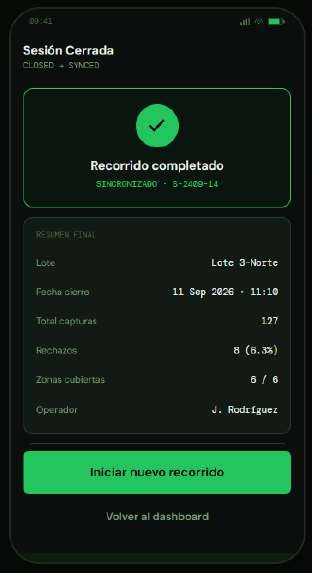 09:41
Sesión Cerrada
CLOSED → SYNCED
Recorrido completado
SINCRONIZADO · S-2409-14
RESUMEN FINAL
Lote Lote 3-Norte
Fecha cierre 11 Sep 2026 · 11:10
Total capturas 127
Rechazos 8 (6.3%)
Zonas cubiertas 6 / 6
Operador J. Rodríguez
Iniciar nuevo recorrido
Volver al dashboard